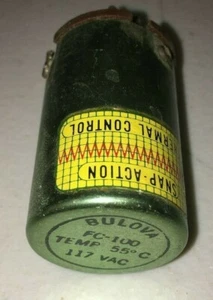 SNAP-ACTION
THERMAL CONTROL
BULOVA
FC-100
TEMP 55°C
117 VAC